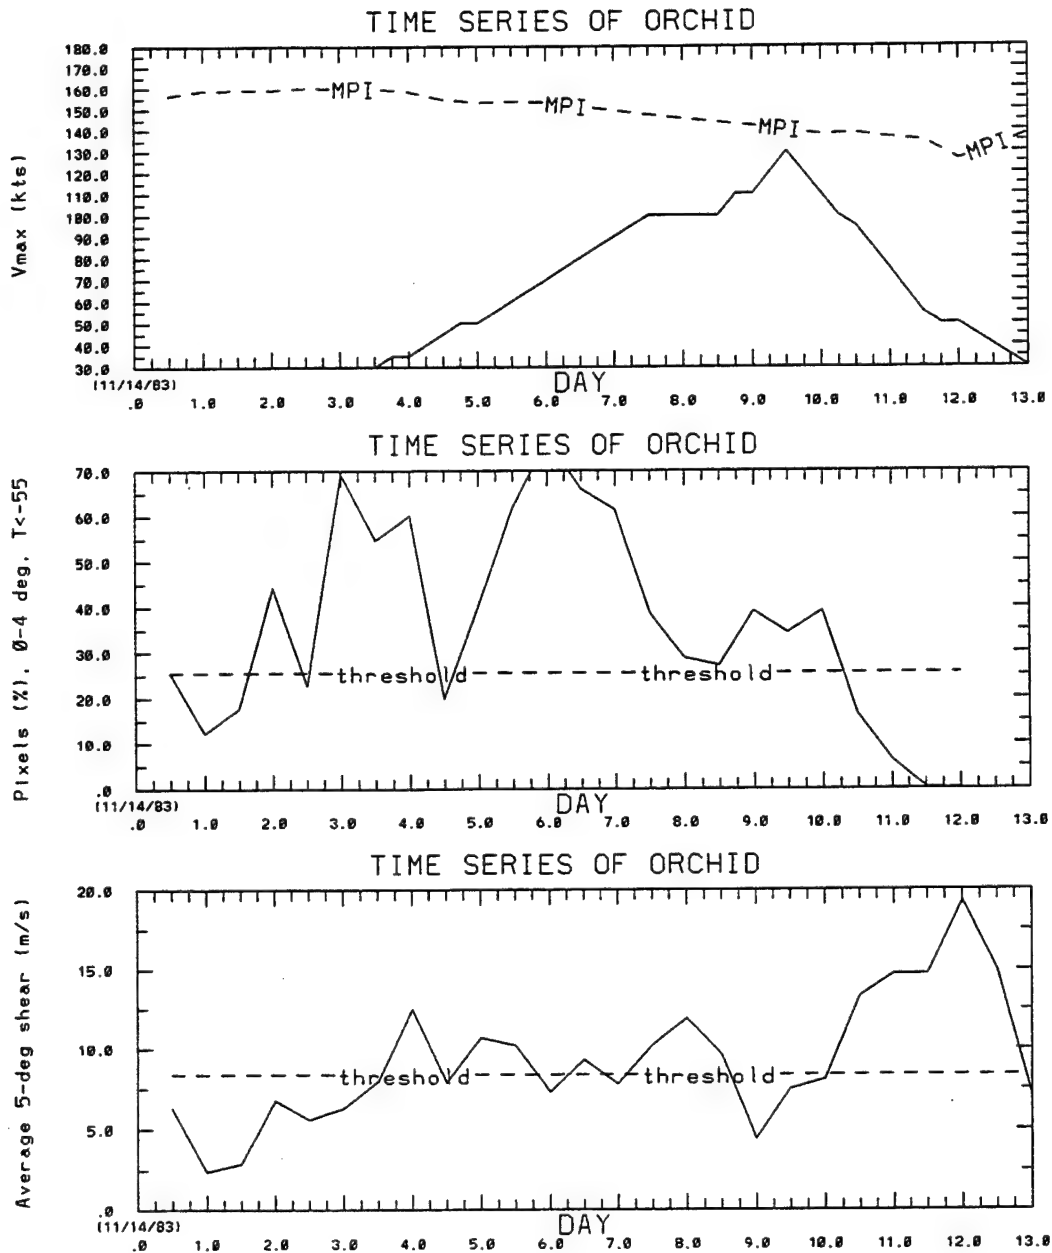 TIME SERIES OF ORCHID
Vmax (kts)
180.0
170.0
160.0
150.0
140.0
130.0
120.0
110.0
100.0
90.0
80.0
70.0
60.0
50.0
40.0
30.0
MPI
MPI
MPI
MPI
(11/14/83)
DAY
.0 1.0 2.0 3.0 4.0 5.0 6.0 7.0 8.0 9.0 10.0 11.0 12.0 13.0
TIME SERIES OF ORCHID
Pixels (%), 0-4 deg, T<-55
70.0
60.0
50.0
40.0
30.0
20.0
10.0
.0
threshold
threshold
(11/14/83)
DAY
.0 1.0 2.0 3.0 4.0 5.0 6.0 7.0 8.0 9.0 10.0 11.0 12.0 13.0
TIME SERIES OF ORCHID
Average 5-deg shear (m/s)
20.0
15.0
10.0
5.0
.0
threshold
threshold
(11/14/83)
DAY
.0 1.0 2.0 3.0 4.0 5.0 6.0 7.0 8.0 9.0 10.0 11.0 12.0 13.0